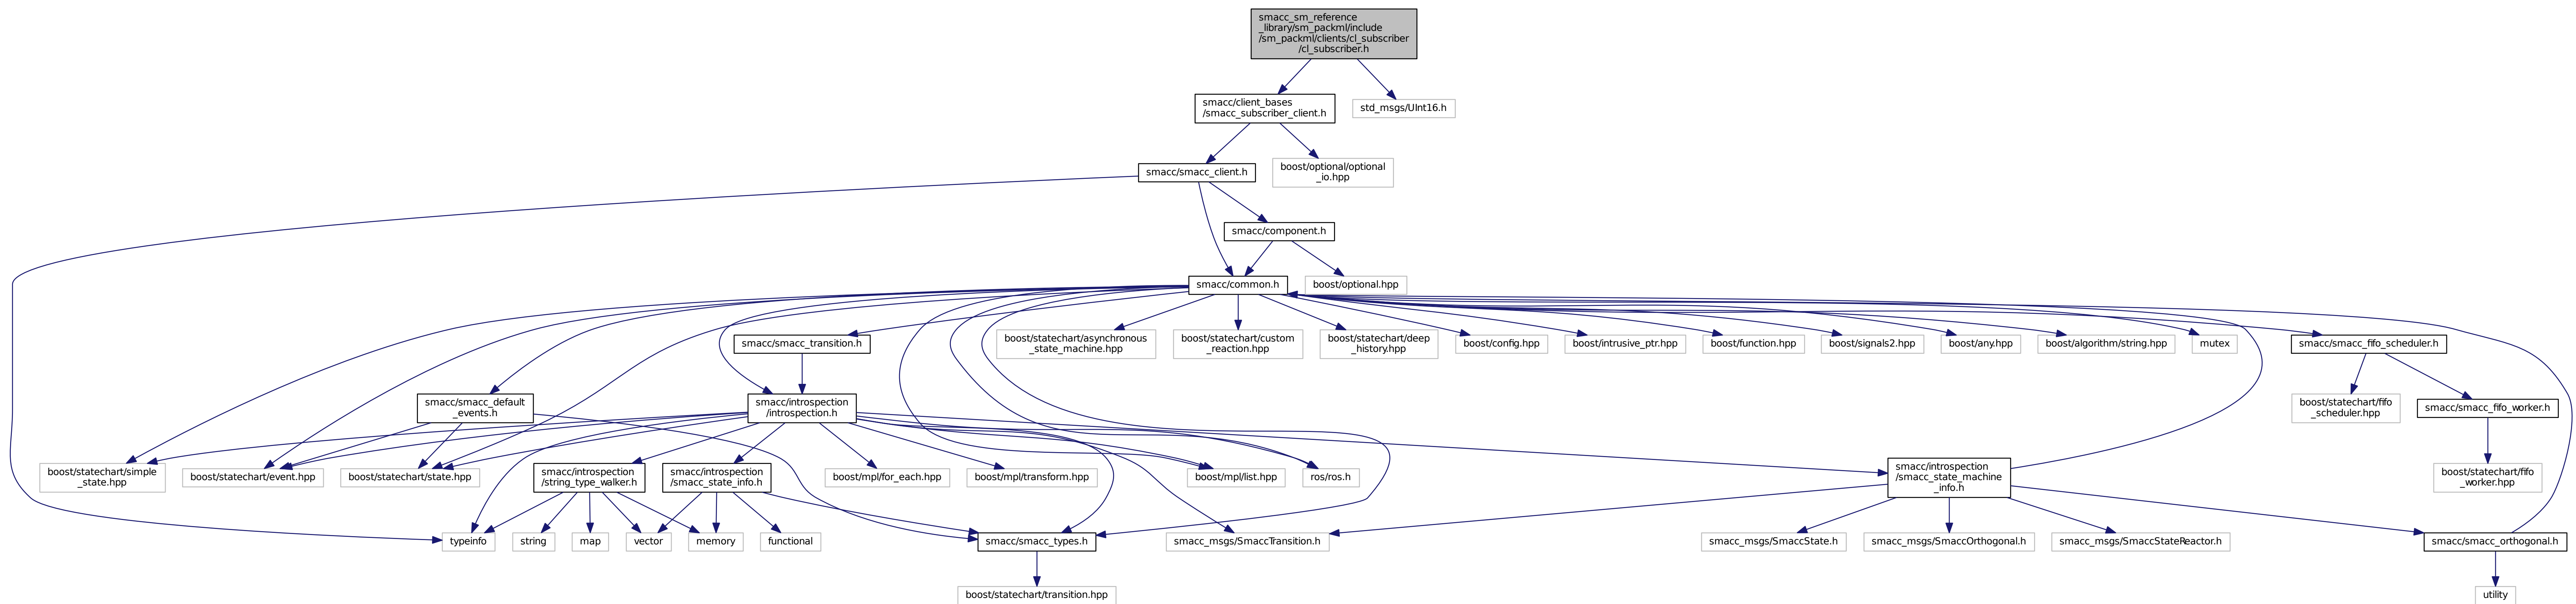 smacc_sm_reference
_library/sm_packml/include
/sm_packml/clients/cl_subscriber
/cl_subscriber.h
smacc/client_bases
/smacc_subscriber_client.h
std_msgs/UInt16.h
smacc/smacc_client.h
boost/optional/optional
_io.hpp
smacc/component.h
smacc/common.h
boost/optional.hpp
smacc/smacc_transition.h
boost/statechart/asynchronous
_state_machine.hpp
boost/statechart/custom
_reaction.hpp
boost/statechart/deep
_history.hpp
boost/config.hpp
boost/intrusive_ptr.hpp
boost/function.hpp
boost/signals2.hpp
boost/any.hpp
boost/algorithm/string.hpp
mutex
smacc/smacc_fifo_scheduler.h
smacc/smacc_default
_events.h
smacc/introspection
/introspection.h
boost/statechart/fifo
_scheduler.hpp
smacc/smacc_fifo_worker.h
boost/statechart/simple
_state.hpp
boost/statechart/event.hpp
boost/statechart/state.hpp
smacc/introspection
/string_type_walker.h
smacc/introspection
/smacc_state_info.h
boost/mpl/for_each.hpp
boost/mpl/transform.hpp
boost/mpl/list.hpp
ros/ros.h
smacc/introspection
/smacc_state_machine
_info.h
boost/statechart/fifo
_worker.hpp
typeinfo
string
map
vector
memory
functional
smacc/smacc_types.h
smacc_msgs/SmaccTransition.h
smacc_msgs/SmaccState.h
smacc_msgs/SmaccOrthogonal.h
smacc_msgs/SmaccStateReactor.h
smacc/smacc_orthogonal.h
boost/statechart/transition.hpp
utility